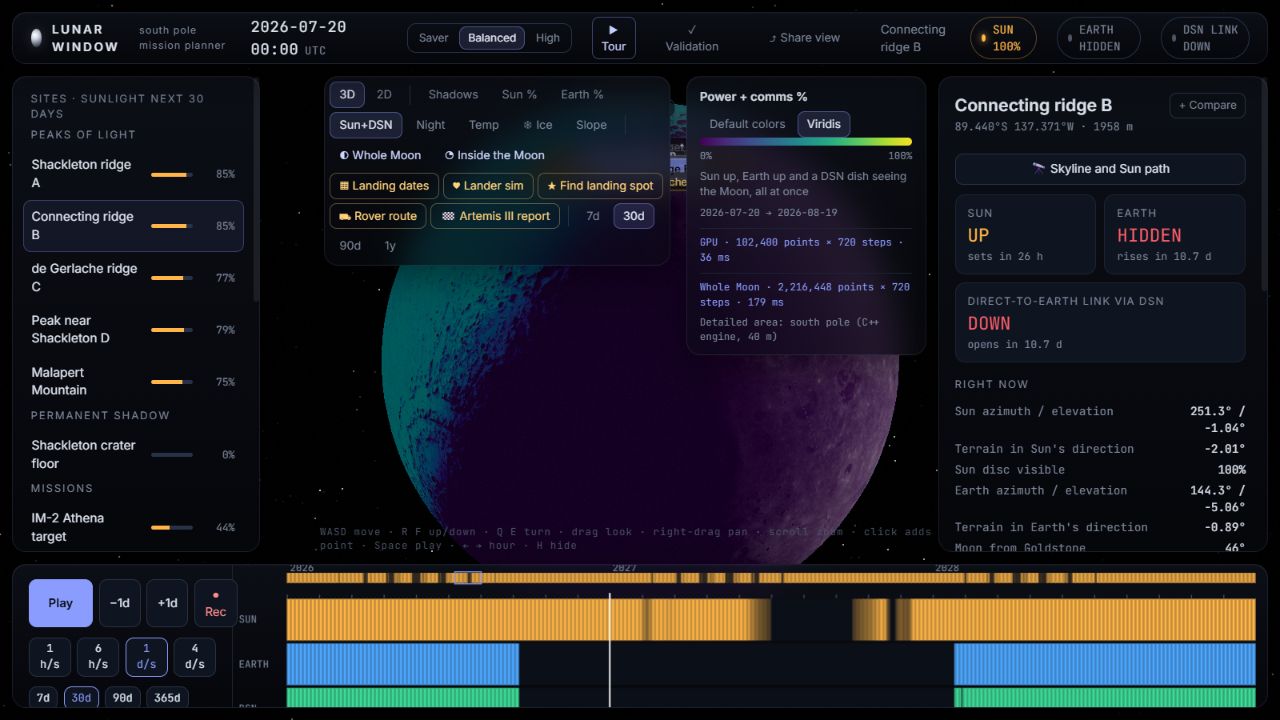 LUNAR WINDOW
south pole mission planner
2026-07-20 00:00 UTC
Saver Balanced High
▶ Tour
✓ Validation
⤴ Share view
Connecting ridge B
SUN 100%
EARTH HIDDEN
DSN LINK DOWN
SITES · SUNLIGHT NEXT 30 DAYS
PEAKS OF LIGHT
Shackleton ridge A 85%
Connecting ridge B 85%
de Gerlache ridge C 77%
Peak near Shackleton D 79%
Malapert Mountain 75%
PERMANENT SHADOW
Shackleton crater floor 0%
MISSIONS
IM-2 Athena target 44%
3D 2D Shadows Sun % Earth %
Sun+DSN Night Temp ❄ Ice Slope
◐ Whole Moon ◔ Inside the Moon
▦ Landing dates ♥ Lander sim ★ Find landing spot
⛟ Rover route 🏁 Artemis III report 7d 30d
90d 1y
Power + comms %
Default colors Viridis
0% 100%
Sun up, Earth up and a DSN dish seeing
the Moon, all at once
2026-07-20 → 2026-08-19
GPU · 102,400 points × 720 steps ·
36 ms
Whole Moon · 2,216,448 points × 720
steps · 179 ms
Detailed area: south pole (C++
engine, 40 m)
Connecting ridge B
+ Compare
89.440°S 137.371°W · 1958 m
🔭 Skyline and Sun path
SUN
UP
sets in 26 h
EARTH
HIDDEN
rises in 10.7 d
DIRECT-TO-EARTH LINK VIA DSN
DOWN
opens in 10.7 d
RIGHT NOW
Sun azimuth / elevation 251.3° / -1.04°
Terrain in Sun's direction -2.01°
Sun disc visible 100%
Earth azimuth / elevation 144.3° / -5.06°
Terrain in Earth's direction -0.89°
Moon from Goldstone 46°
WASD move · R F up/down · Q E turn · drag look · right-drag pan · scroll zoom · click adds
point · Space play · ← → hour · H hide
Play −1d +1d ● Rec
1 h/s 6 h/s 1 d/s 4 d/s
7d 30d 90d 365d
2026 2027 2028
SUN
EARTH
DSN